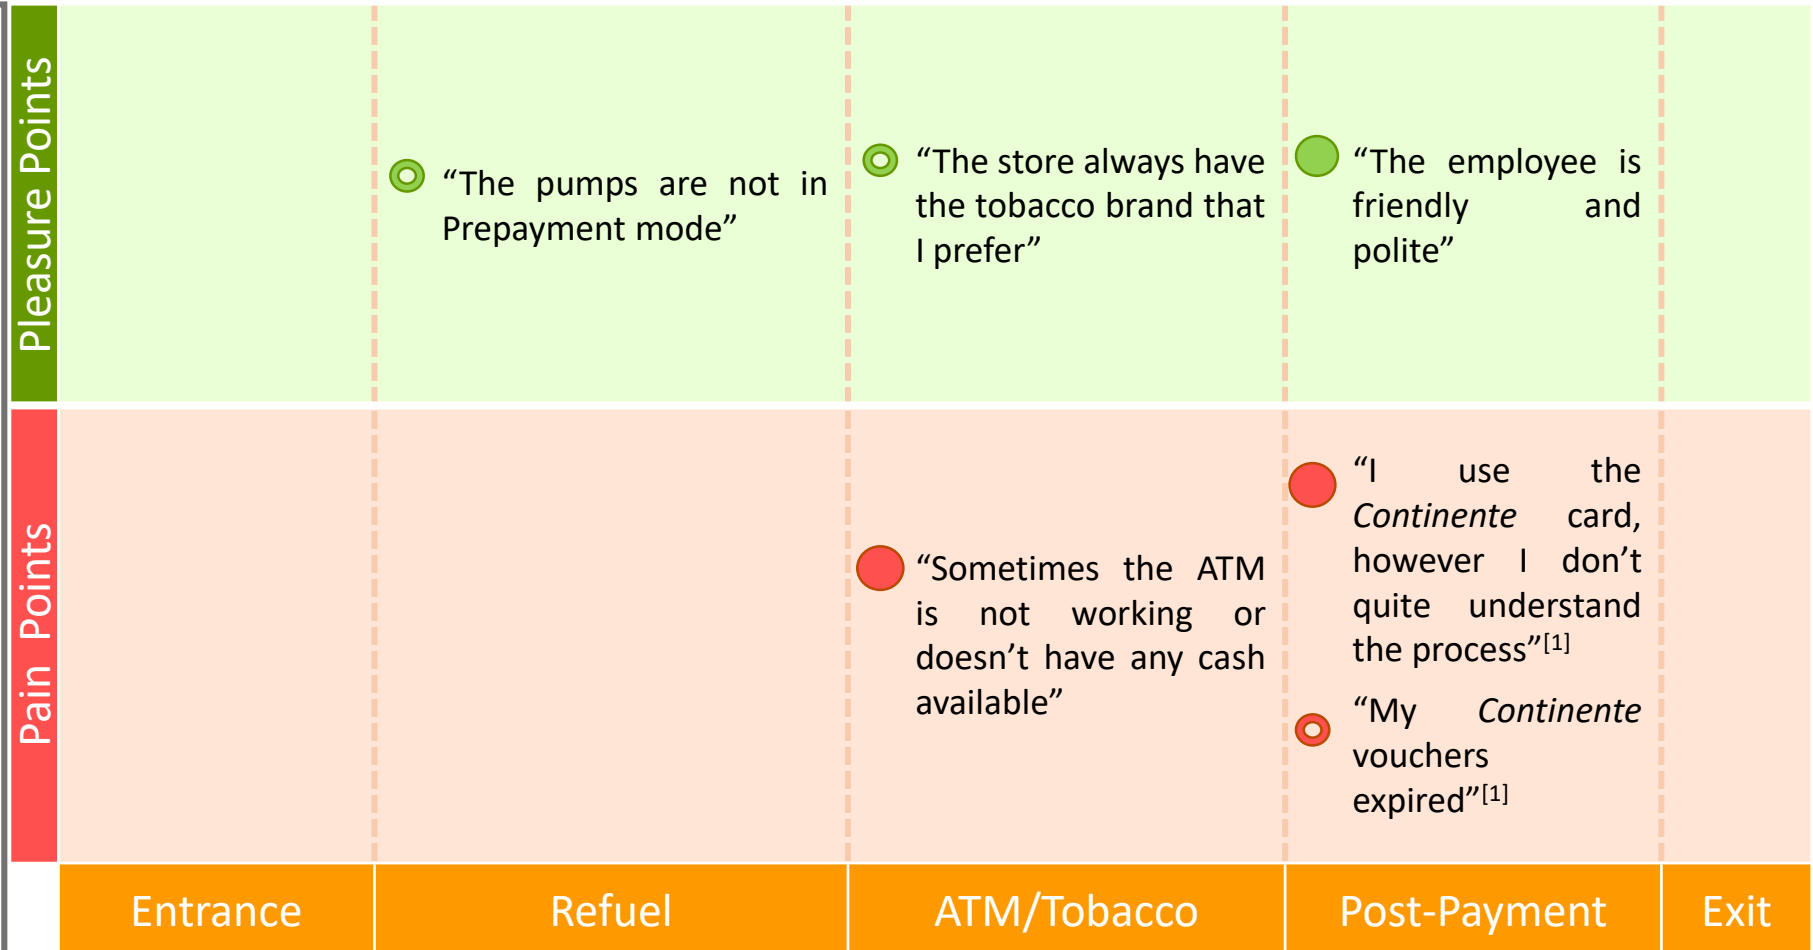 Pleasure Points
“The pumps are not in
Prepayment mode”
“The store always have
the tobacco brand that
I prefer”
“The employee is
friendly and
polite”
Pain Points
“Sometimes the ATM
is not working or
doesn’t have any cash
available”
“I use the
Continente card,
however I don’t
quite understand
the process”[1]
“My Continente
vouchers
expired”[1]
Entrance
Refuel
ATM/Tobacco
Post-Payment
Exit